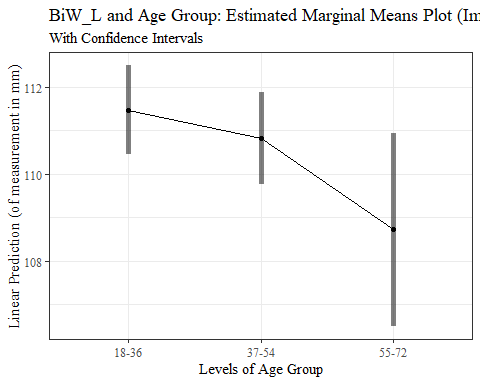 BiW_L and Age Group: Estimated Marginal Means Plot (Im
With Confidence Intervals
Linear Prediction (of measurement in mm)
112
110
108
18-36
37-54
55-72
Levels of Age Group